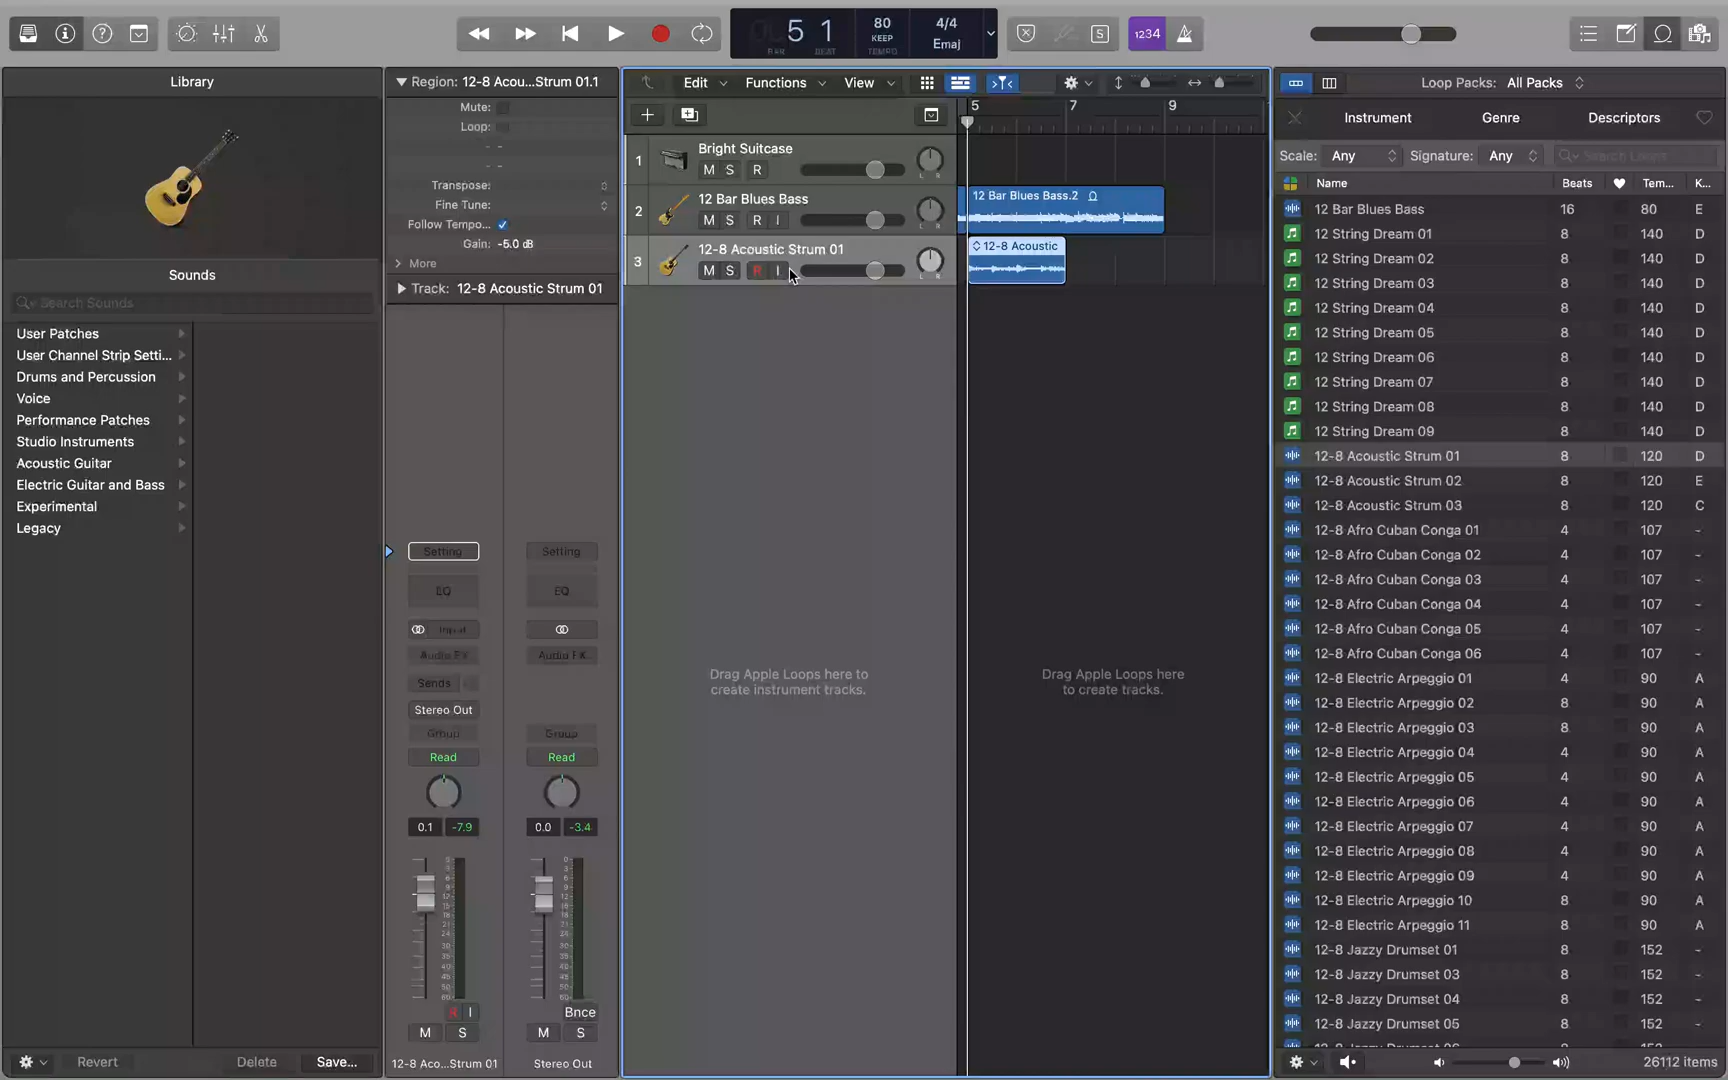 5 1
BAR BEAT
80
KEEP
TEMPO
4/4
Emaj
S
1234
Library
Region: 12-8 Acou...Strum 01.1
Mute:
Loop:
Transpose:
Fine Tune:
Follow Tempo...
Gain: -5.0 dB
More
Track: 12-8 Acoustic Strum 01
Sounds
Search Sounds
User Patches
User Channel Strip Setti...
Drums and Percussion
Voice
Performance Patches
Studio Instruments
Acoustic Guitar
Electric Guitar and Bass
Experimental
Legacy
Revert
Delete
Save...
Setting
EQ
Input
Audio FX
Sends
Stereo Out
Group
Read
0.1 -7.9
R I
M S
12-8 Aco...Strum 01
Setting
EQ
Audio FX
Group
Read
0.0 -3.4
Bnce
M S
Stereo Out
Edit
Functions
View
5 7 9
1
Bright Suitcase
M S R
2
12 Bar Blues Bass
M S R I
12 Bar Blues Bass.2
3
12-8 Acoustic Strum 01
M S R I
12-8 Acoustic
Drag Apple Loops here to
create instrument tracks.
Drag Apple Loops here
to create tracks.
Loop Packs: All Packs
Instrument
Genre
Descriptors
Scale: Any
Signature: Any
Search Loops
Name Beats Tem... K...
12 Bar Blues Bass 16 80 E
12 String Dream 01 8 140 D
12 String Dream 02 8 140 D
12 String Dream 03 8 140 D
12 String Dream 04 8 140 D
12 String Dream 05 8 140 D
12 String Dream 06 8 140 D
12 String Dream 07 8 140 D
12 String Dream 08 8 140 D
12 String Dream 09 8 140 D
12-8 Acoustic Strum 01 8 120 D
12-8 Acoustic Strum 02 8 120 E
12-8 Acoustic Strum 03 8 120 C
12-8 Afro Cuban Conga 01 4 107 -
12-8 Afro Cuban Conga 02 4 107 -
12-8 Afro Cuban Conga 03 4 107 -
12-8 Afro Cuban Conga 04 4 107 -
12-8 Afro Cuban Conga 05 4 107 -
12-8 Afro Cuban Conga 06 4 107 -
12-8 Electric Arpeggio 01 4 90 A
12-8 Electric Arpeggio 02 4 90 A
12-8 Electric Arpeggio 03 4 90 A
12-8 Electric Arpeggio 04 4 90 A
12-8 Electric Arpeggio 05 4 90 A
12-8 Electric Arpeggio 06 4 90 A
12-8 Electric Arpeggio 07 4 90 A
12-8 Electric Arpeggio 08 4 90 A
12-8 Electric Arpeggio 09 4 90 A
12-8 Electric Arpeggio 10 8 90 A
12-8 Electric Arpeggio 11 8 90 A
12-8 Jazzy Drumset 01 8 152 -
12-8 Jazzy Drumset 03 8 152 -
12-8 Jazzy Drumset 04 8 152 -
12-8 Jazzy Drumset 05 8 152 -
26112 items